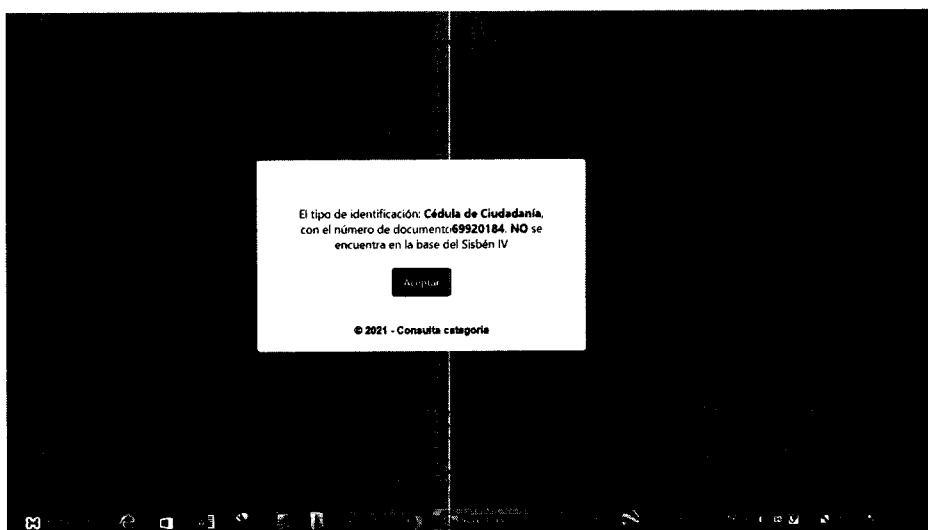 El tipo de identificación: Cédula de Ciudadanía,
con el número de documento69920184. NO se
encuentra en la base del Sisbén IV
Aceptar
© 2021 - Consulta categoria